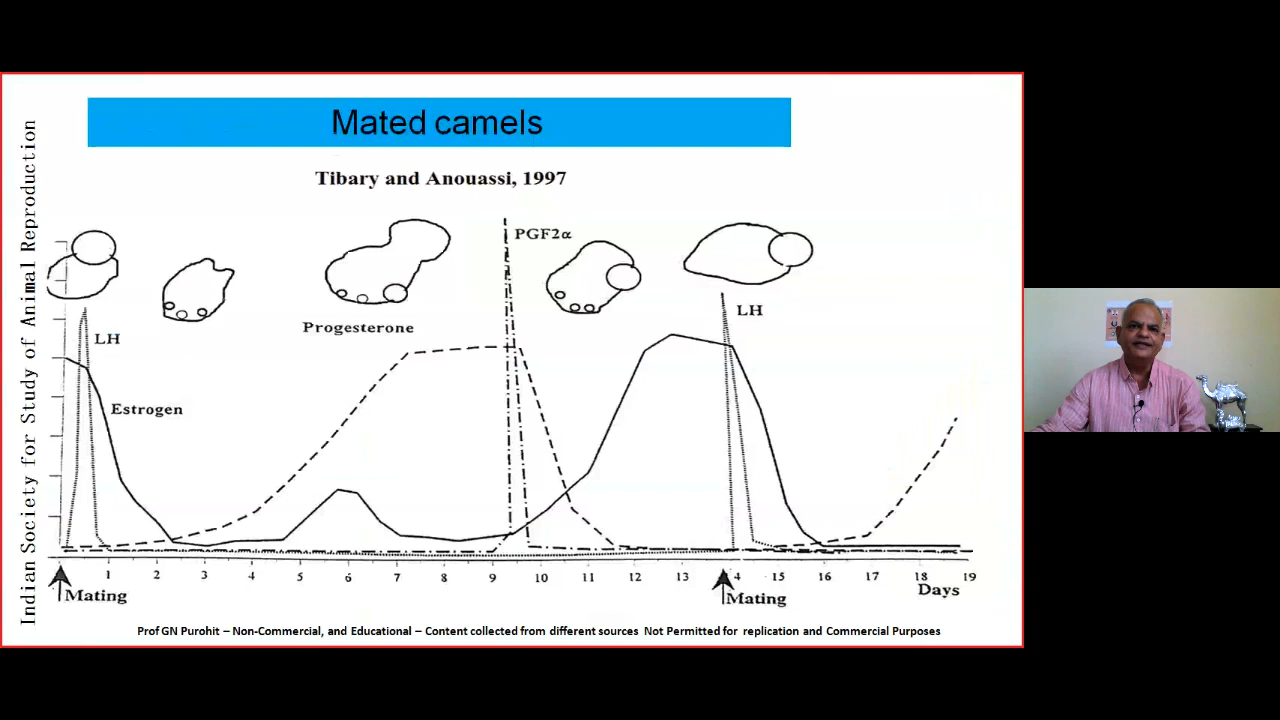 Mated camels
Tibary and Anouassi, 1997
Indian Society for Study of Animal Reproduction
PGF2α
LH
LH
Progesterone
Estrogen
1 2 3 4 5 6 7 8 9 10 11 12 13 4 15 16 17 18 19
Mating
Mating
Days
Prof GN Purohit – Non-Commercial, and Educational – Content collected from different sources Not Permitted for replication and Commercial Purposes